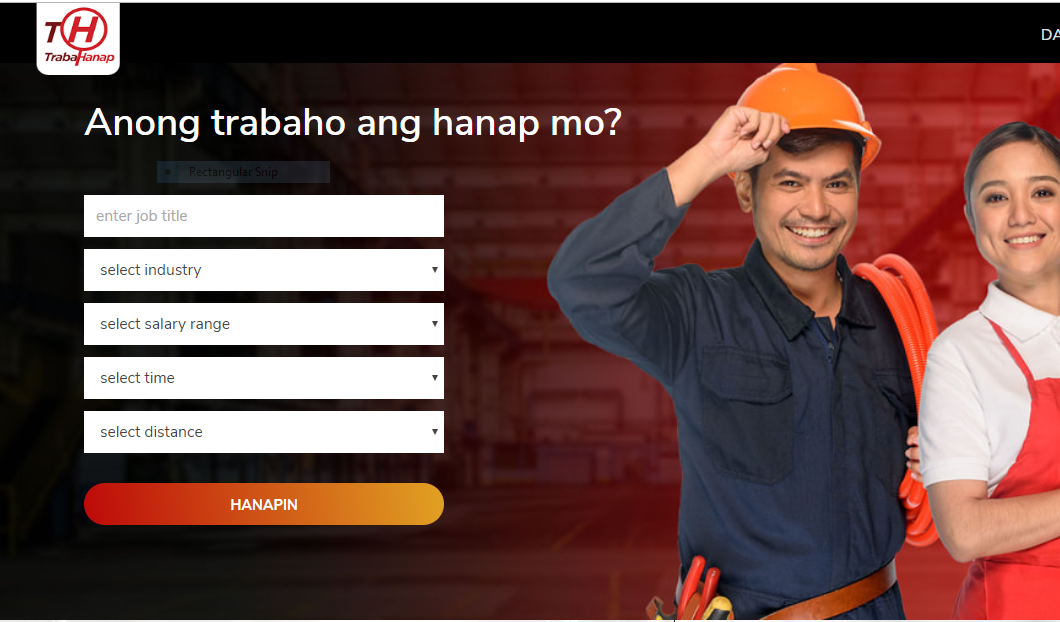 TH
TrabaHanap
DA
Anong trabaho ang hanap mo?
Rectangular Snip
enter job title
select industry
select salary range
select time
select distance
HANAPIN